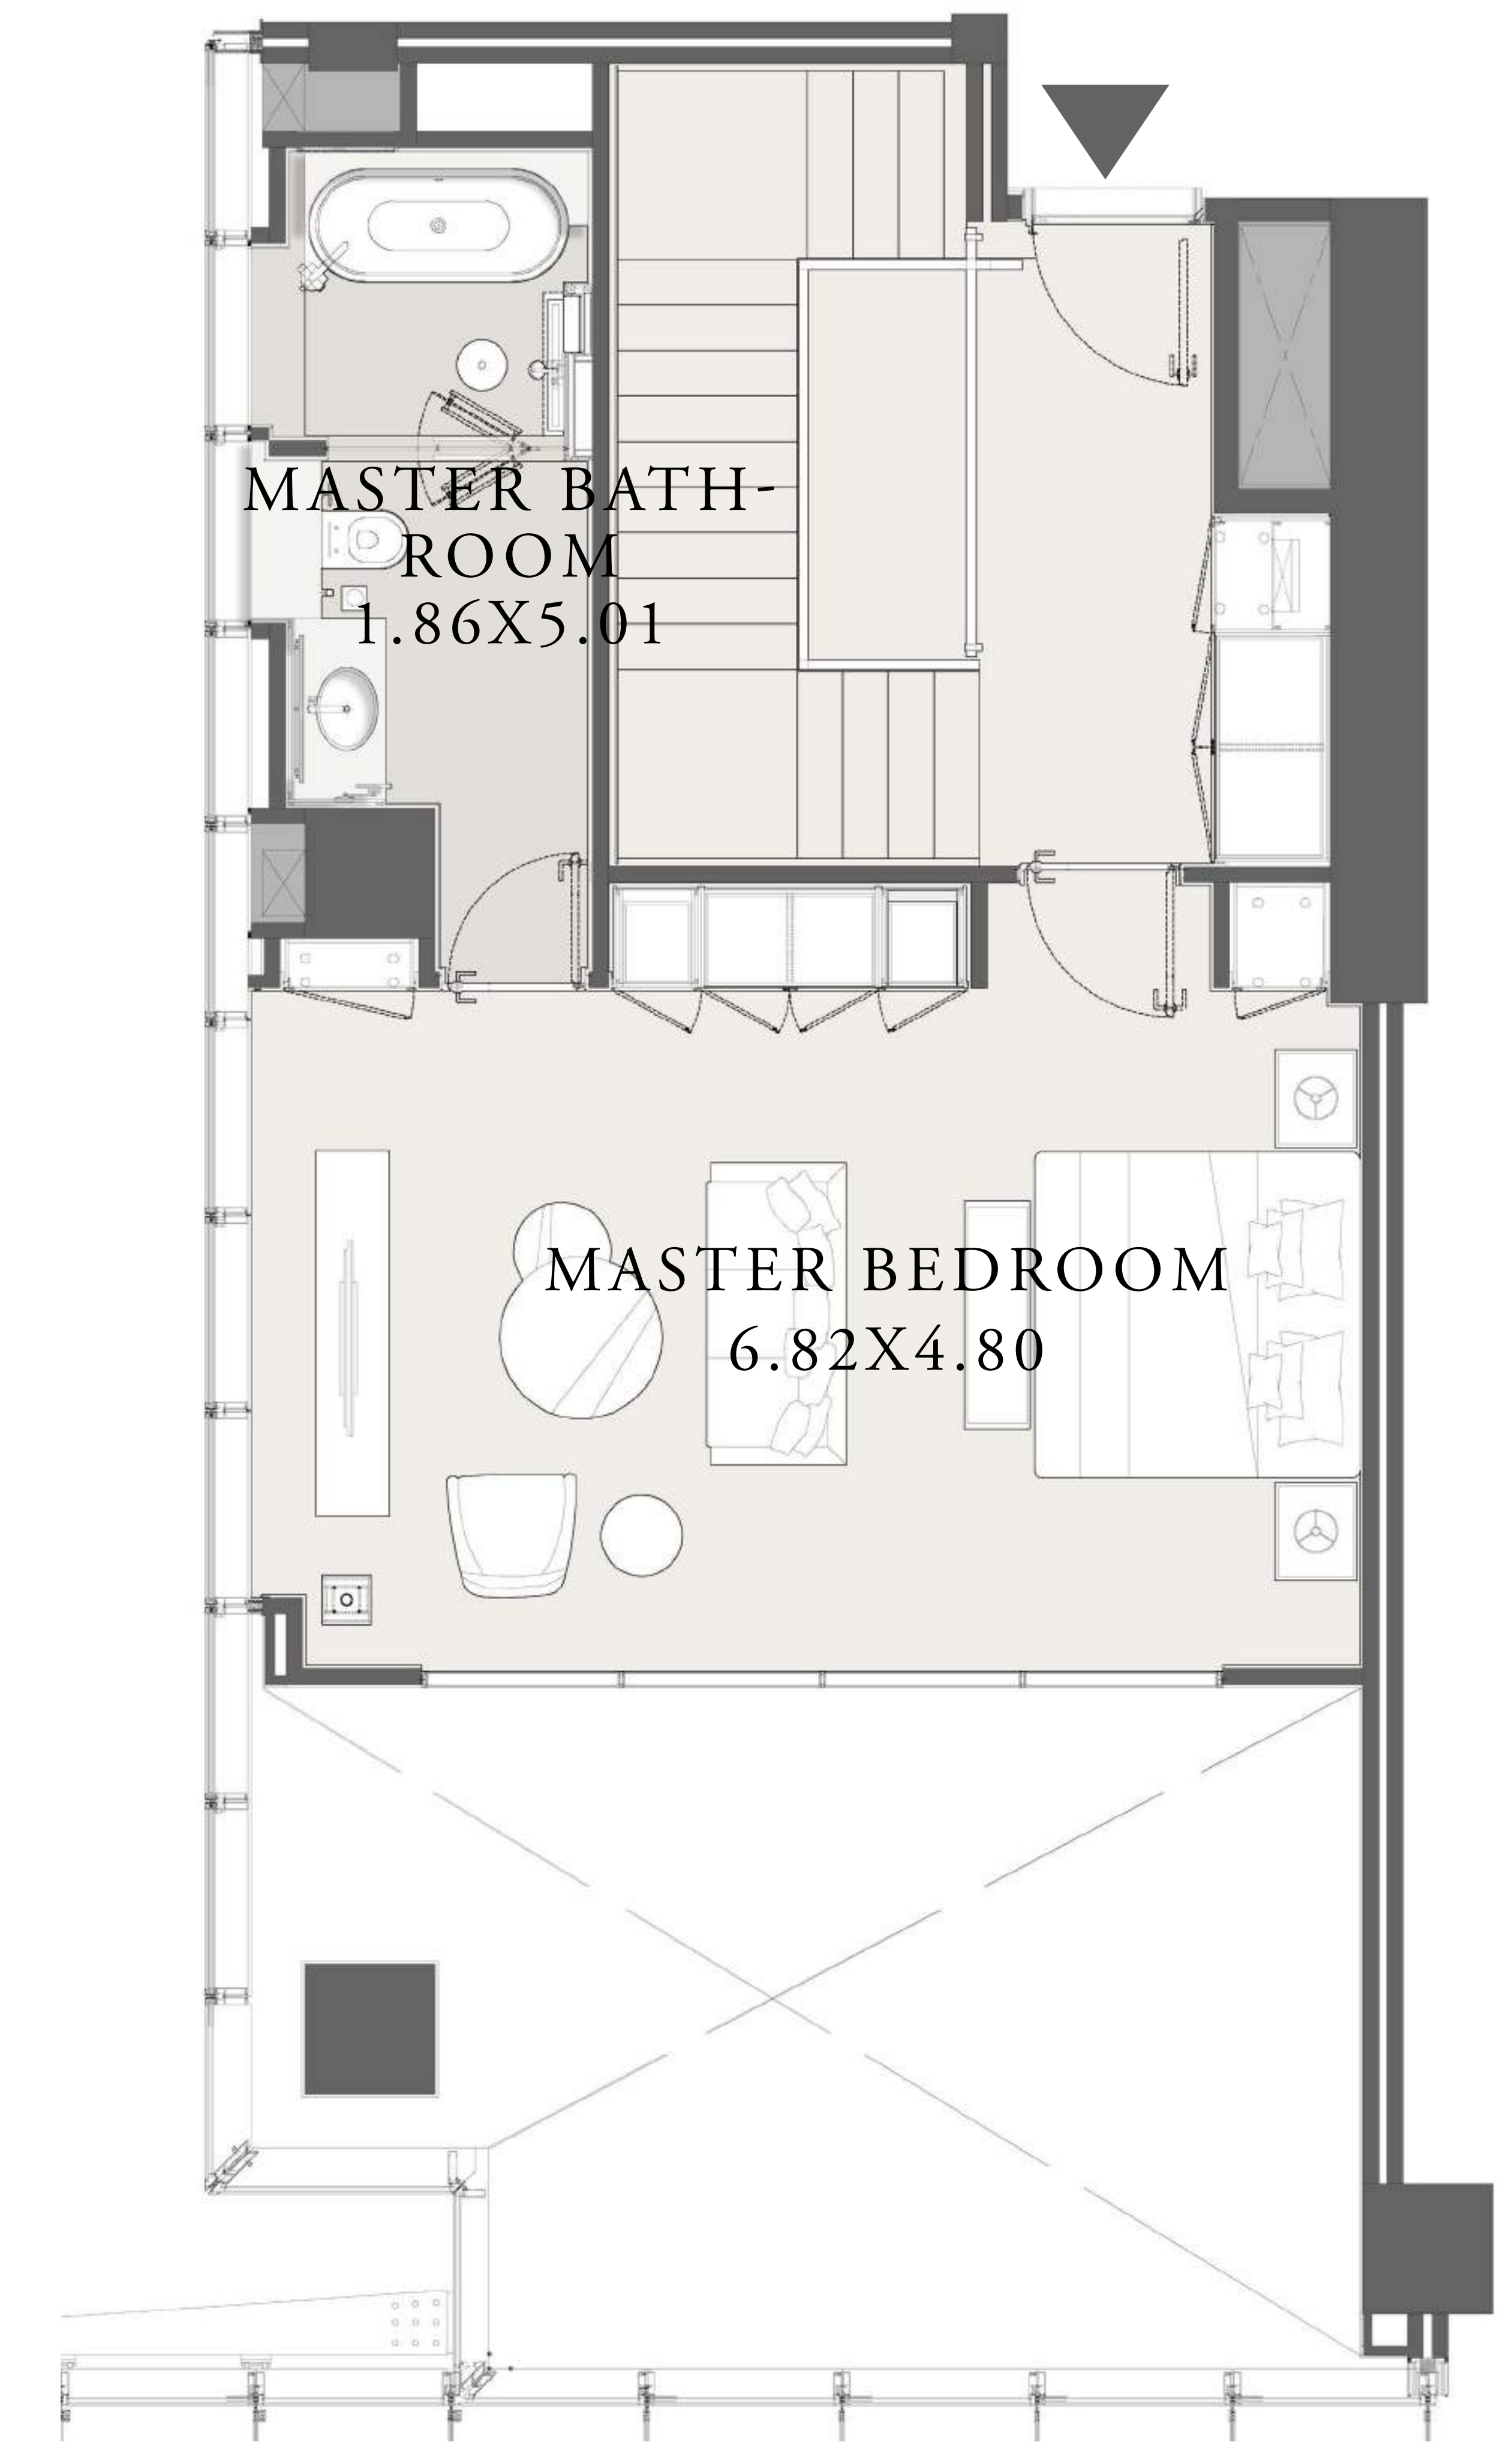 MASTER BATH-
ROOM
1.86X5.01
MASTER BEDROOM
6.82X4.80